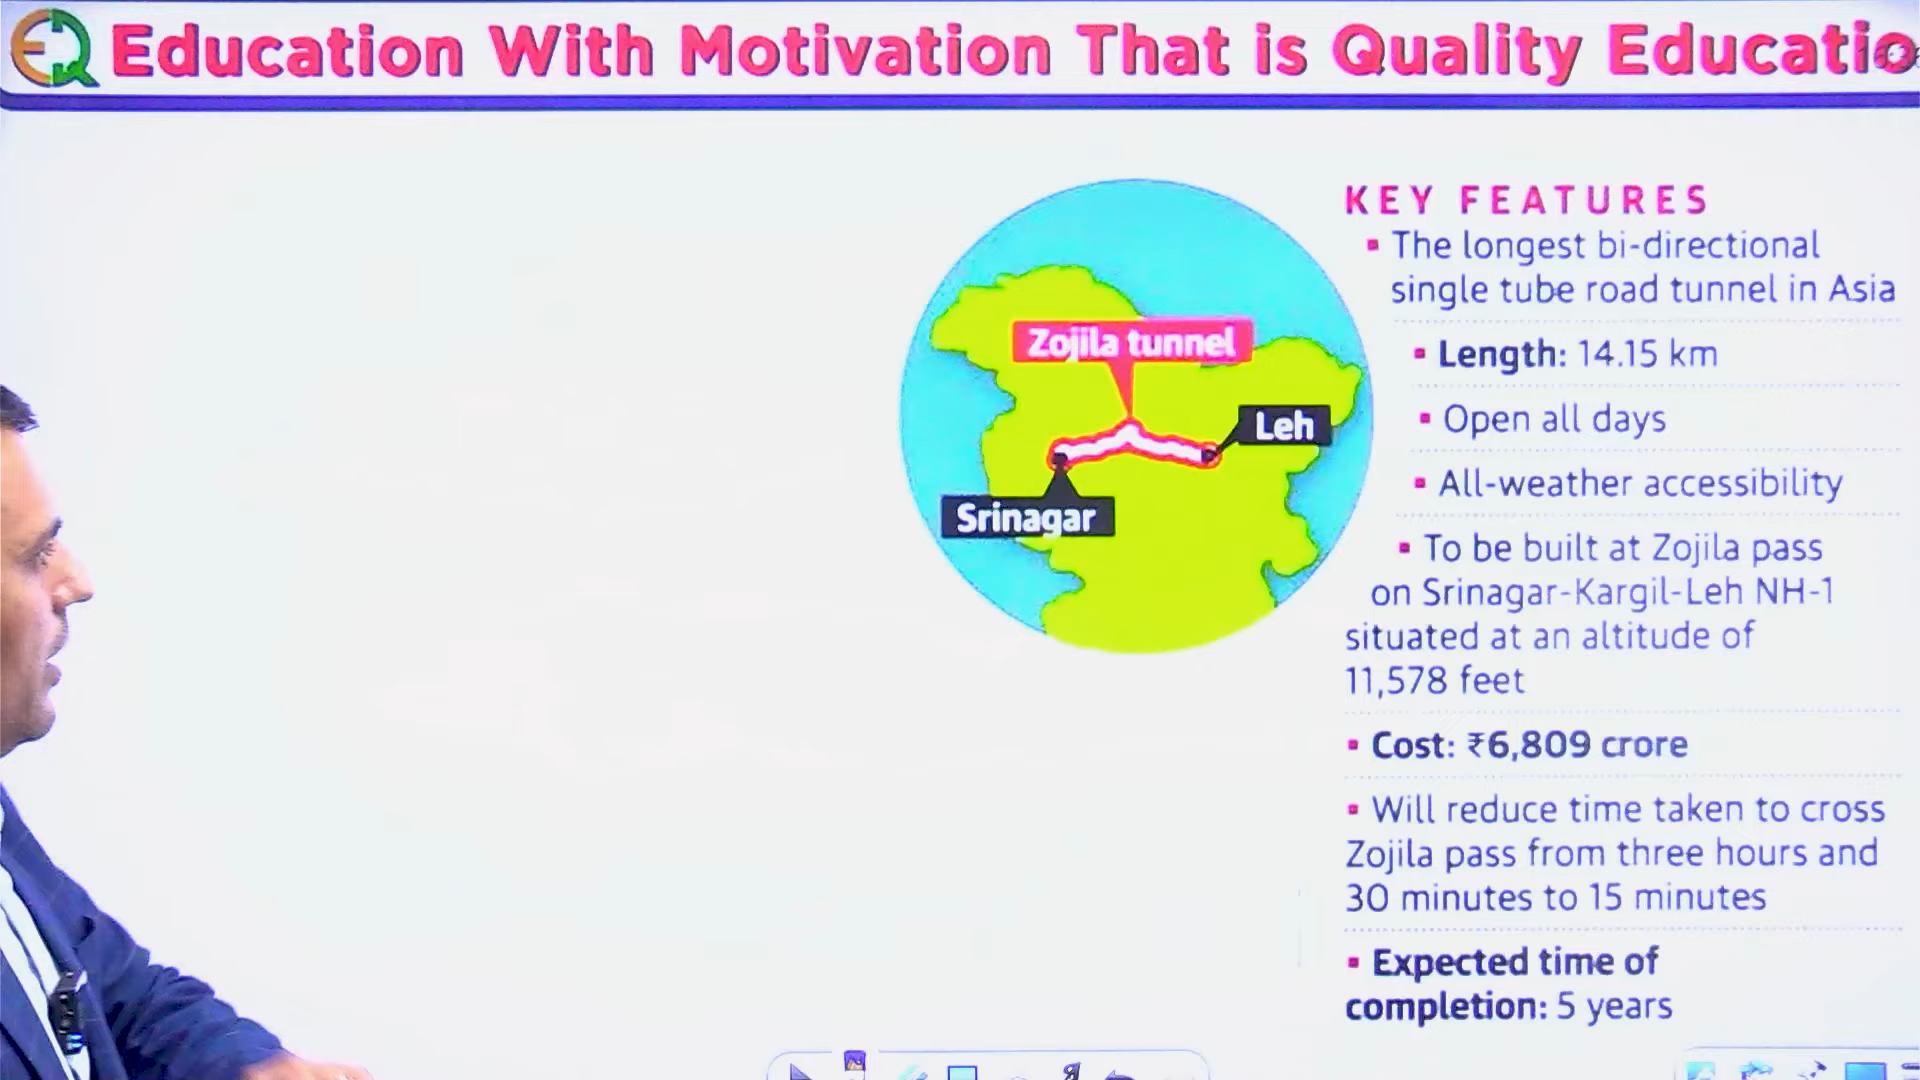 EQ
Education With Motivation That is Quality Educatio
KEY FEATURES
▪ The longest bi-directional
single tube road tunnel in Asia
▪ Length: 14.15 km
▪ Open all days
▪ All-weather accessibility
▪ To be built at Zojila pass
on Srinagar-Kargil-Leh NH-1
situated at an altitude of
11,578 feet
▪ Cost: ₹6,809 crore
▪ Will reduce time taken to cross
Zojila pass from three hours and
30 minutes to 15 minutes
▪ Expected time of
completion: 5 years
Zojila tunnel
Leh
Srinagar